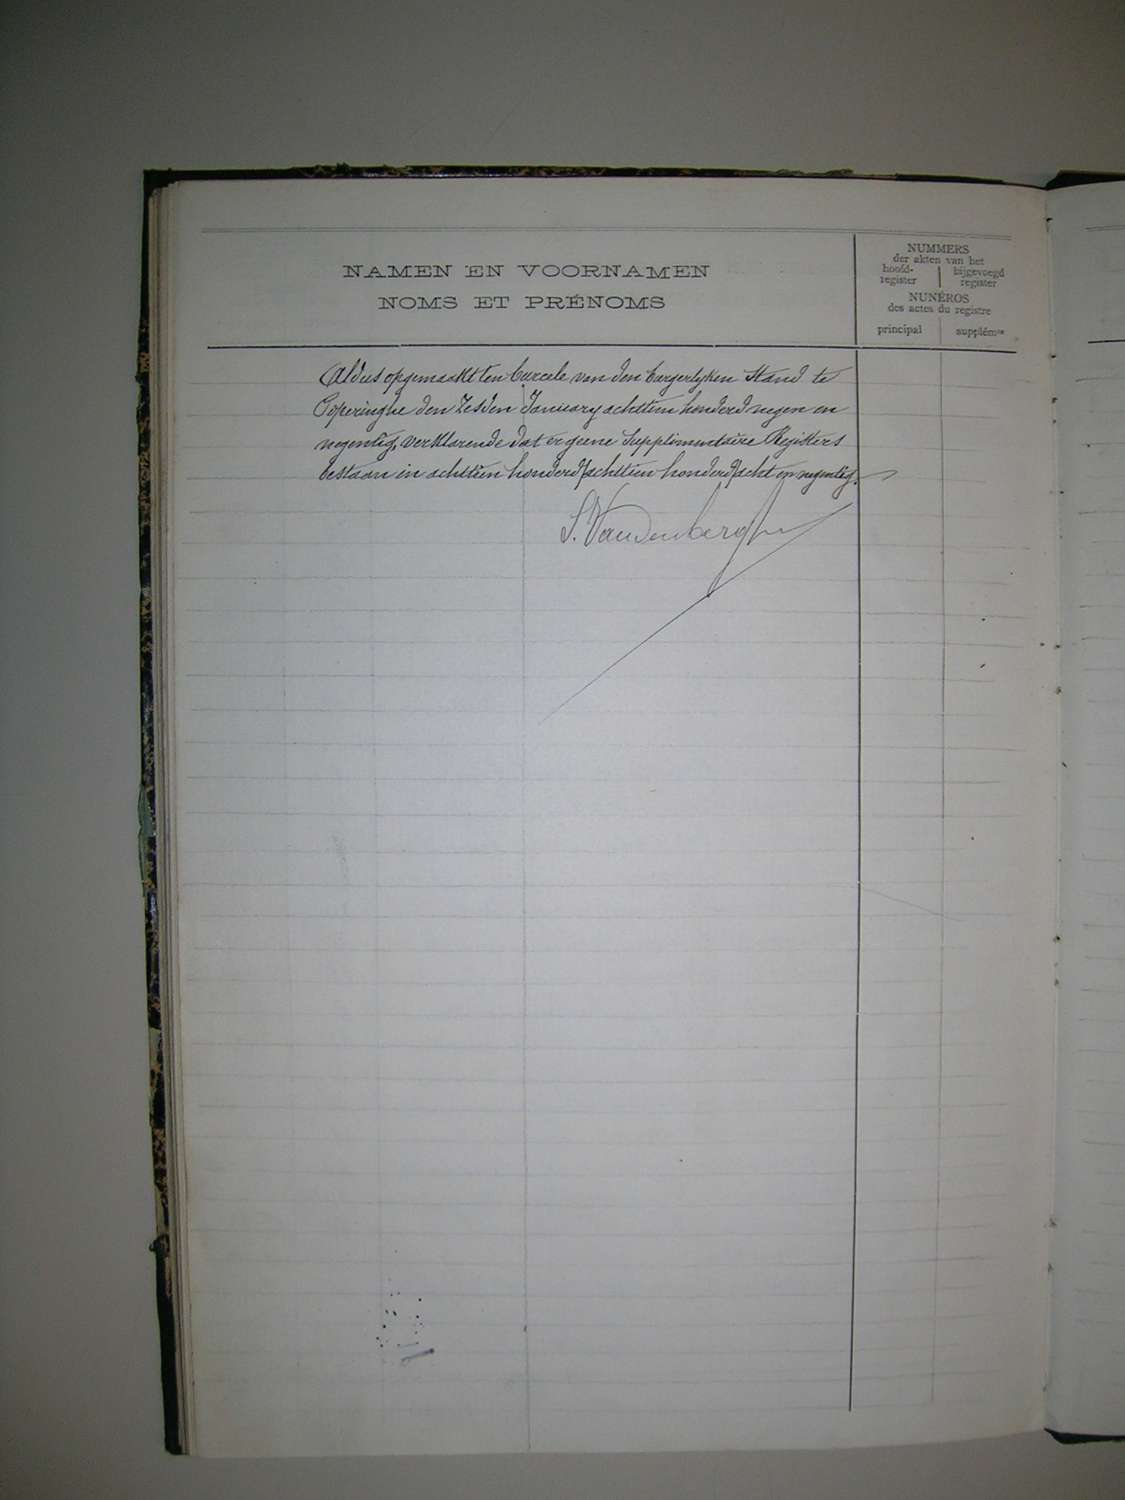 NAMEN EN VOORNAMEN
NOMS ET PRÉNOMS
NUMMERS
der akten van het
hoofd-register
bijgevoegd register
NUNÉROS
des actes du registre
principal
supplém.re
Aldus opgemaakt ten bureele van den burgerlyken Stand te
Poperinghe den Zesden January achttien honderd negen en
negentig, verklarende dat er geene Supplimentaire Registers
bestaan in achttien honderd/achttien honderd/acht en negentig.
S. Vandenberghe